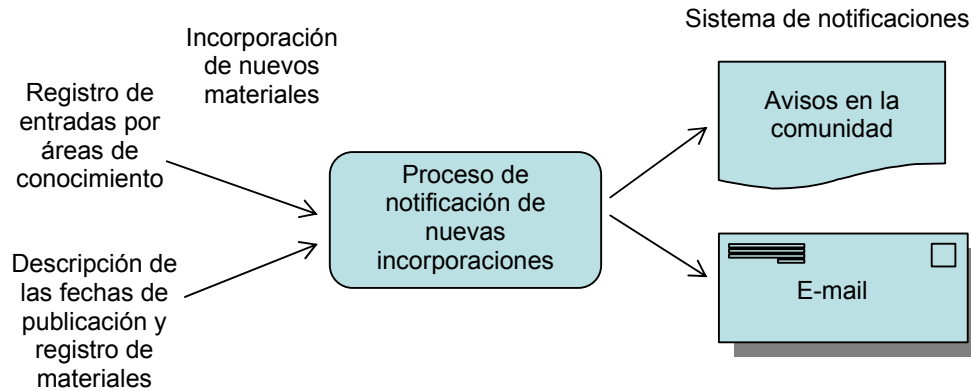 Sistema de notificaciones
Incorporación
de nuevos
materiales
Registro de
entradas por
áreas de
conocimiento
Descripción de
las fechas de
publicación y
registro de
materiales
Proceso de
notificación de
nuevas
incorporaciones
Avisos en la
comunidad
E-mail